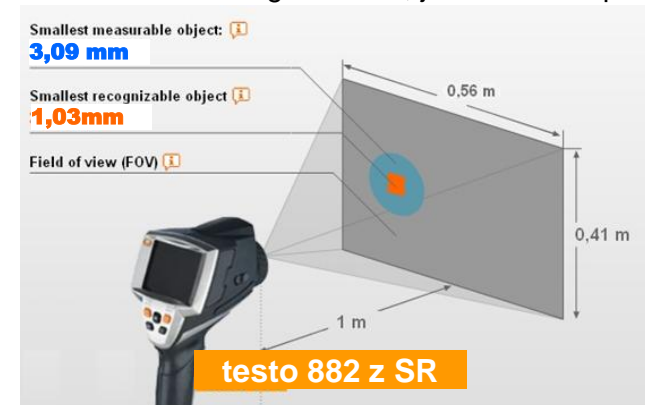 Smallest measurable object:
3,09 mm
Smallest recognizable object
1,03mm
Field of view (FOV)
0,56 m
0,41 m
1 m
testo 882 z SR